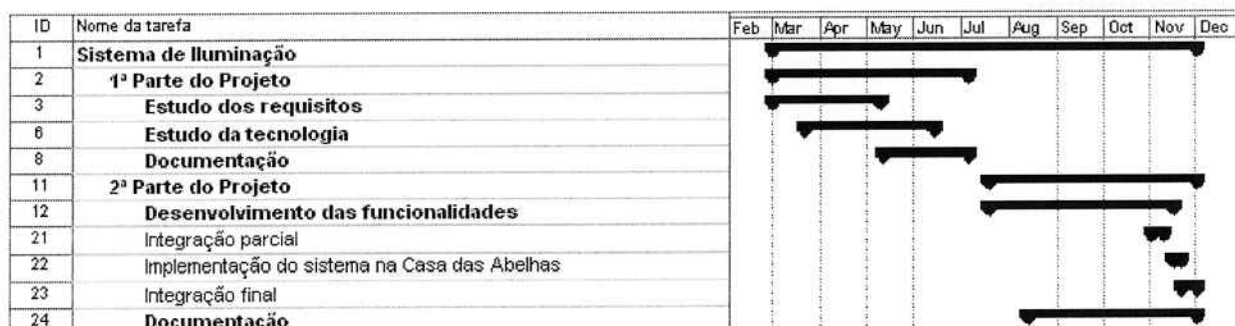 ID Nome da tarefa Feb Mar Apr May Jun Jul Aug Sep Oct Nov Dec
1 Sistema de Iluminação
2 1ª Parte do Projeto
3 Estudo dos requisitos
6 Estudo da tecnologia
8 Documentação
11 2ª Parte do Projeto
12 Desenvolvimento das funcionalidades
21 Integração parcial
22 Implementação do sistema na Casa das Abelhas
23 Integração final
24 Documentação